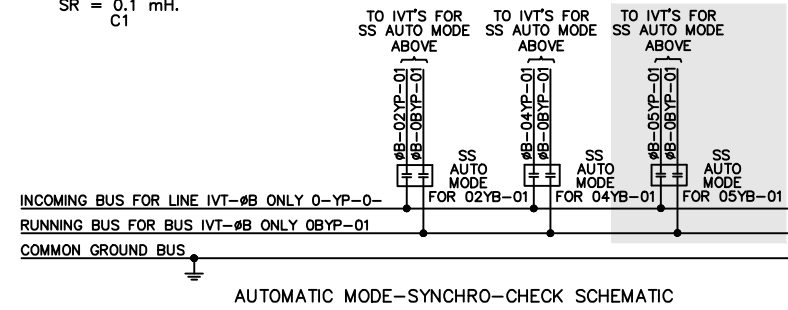 SR = 0.1 mH.
C1
TO IVT'S FOR
SS AUTO MODE
ABOVE
TO IVT'S FOR
SS AUTO MODE
ABOVE
TO IVT'S FOR
SS AUTO MODE
ABOVE
ØB-02YP-01
ØB-0BYP-01
ØB-04YP-01
ØB-0BYP-01
ØB-05YP-01
ØB-0BYP-01
SS
AUTO
MODE
FOR 02YB-01
SS
AUTO
MODE
FOR 04YB-01
SS
AUTO
MODE
FOR 05YB-01
INCOMING BUS FOR LINE IVT-ØB ONLY 0-YP-0-
RUNNING BUS FOR BUS IVT-ØB ONLY 0BYP-01
COMMON GROUND BUS
AUTOMATIC MODE-SYNCHRO-CHECK SCHEMATIC